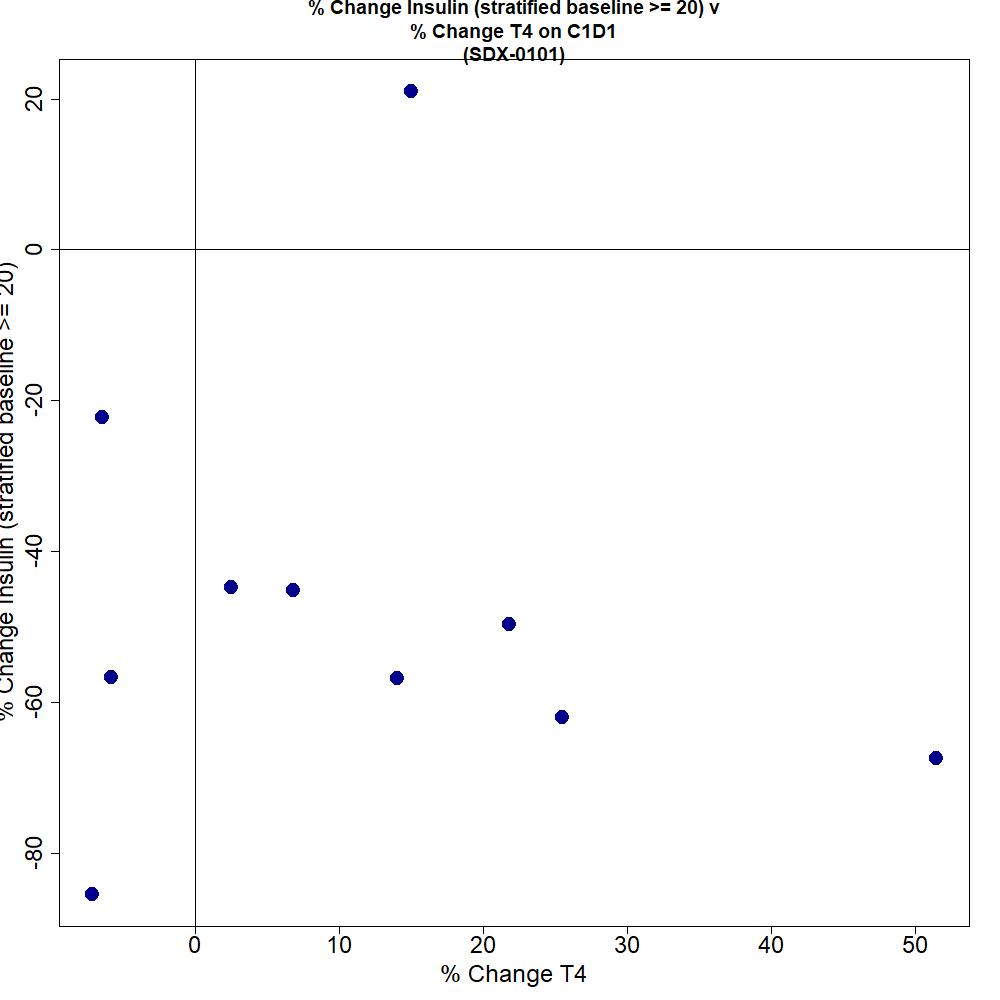 % Change Insulin (stratified baseline >= 20) v
% Change T4 on C1D1
(SDX-0101)
% Change Insulin (stratified baseline >= 20)
20
0
-20
-40
-60
-80
0 10 20 30 40 50
% Change T4